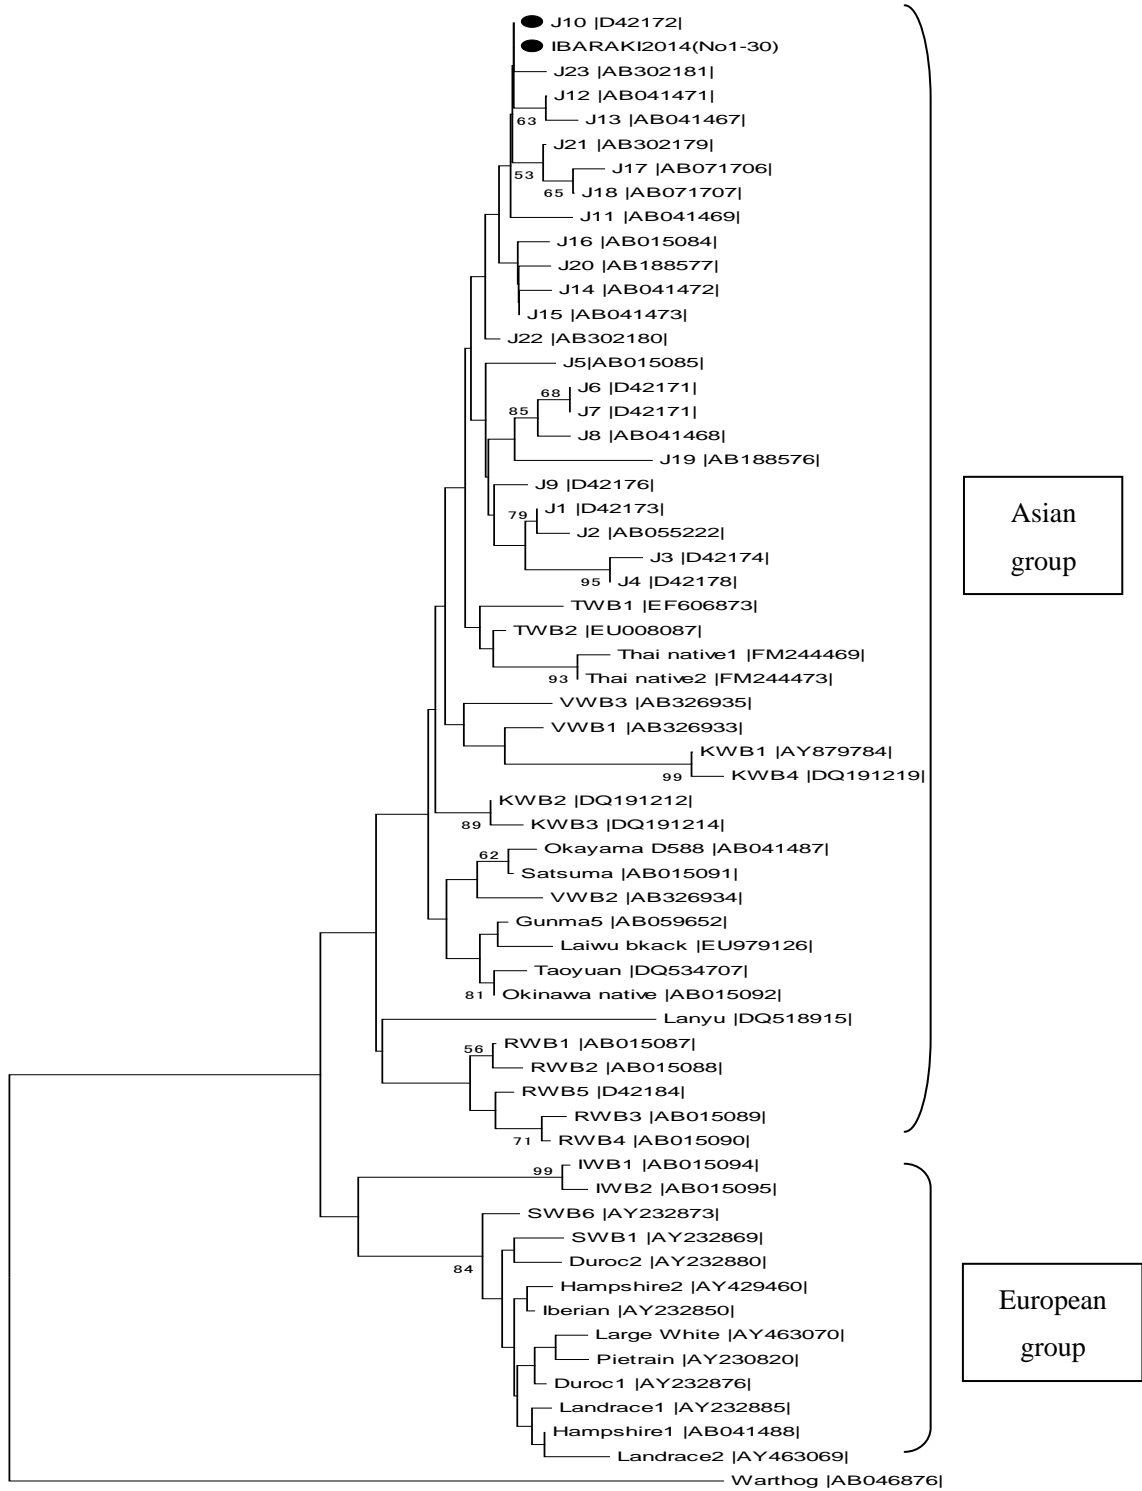 J10 |D42172|
IBARAKI2014(No1-30)
J23 |AB302181|
J12 |AB041471|
63
J13 |AB041467|
J21 |AB302179|
53
J17 |AB071706|
65
J18 |AB071707|
J11 |AB041469|
J16 |AB015084|
J20 |AB188577|
J14 |AB041472|
J15 |AB041473|
J22 |AB302180|
J5|AB015085|
68
J6 |D42171|
85
J7 |D42171|
J8 |AB041468|
J19 |AB188576|
J9 |D42176|
79
J1 |D42173|
J2 |AB055222|
J3 |D42174|
95
J4 |D42178|
Asian
group
TWB1 |EF606873|
TWB2 |EU008087|
Thai native1 |FM244469|
93
Thai native2 |FM244473|
VWB3 |AB326935|
VWB1 |AB326933|
KWB1 |AY879784|
99
KWB4 |DQ191219|
KWB2 |DQ191212|
89
KWB3 |DQ191214|
62
Okayama D588 |AB041487|
Satsuma |AB015091|
VWB2 |AB326934|
Gunma5 |AB059652|
Laiwu bkack |EU979126|
Taoyuan |DQ534707|
81
Okinawa native |AB015092|
Lanyu |DQ518915|
56
RWB1 |AB015087|
RWB2 |AB015088|
RWB5 |D42184|
RWB3 |AB015089|
71
RWB4 |AB015090|
99
IWB1 |AB015094|
IWB2 |AB015095|
SWB6 |AY232873|
SWB1 |AY232869|
84
Duroc2 |AY232880|
Hampshire2 |AY429460|
Iberian |AY232850|
Large White |AY463070|
Pietrain |AY230820|
Duroc1 |AY232876|
European
group
Landrace1 |AY232885|
Hampshire1 |AB041488|
Landrace2 |AY463069|
Warthog |AB046876|